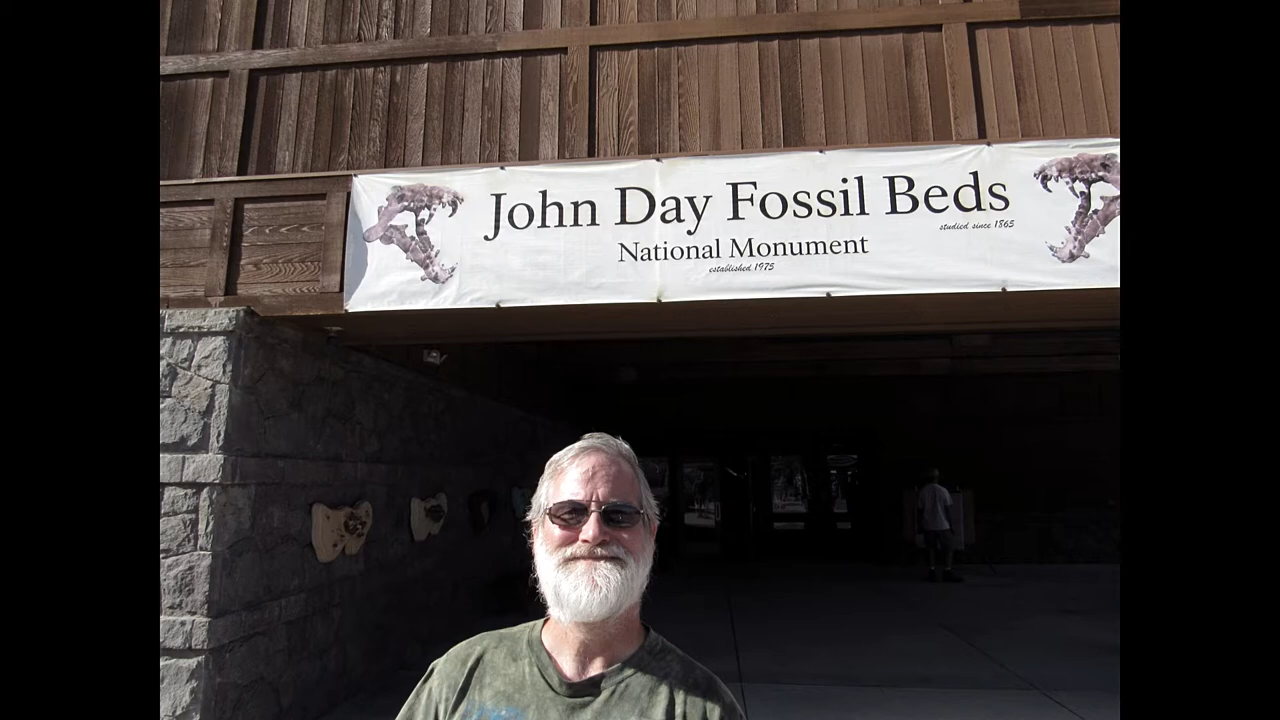 John Day Fossil Beds
studied since 1865
National Monument
established 1975